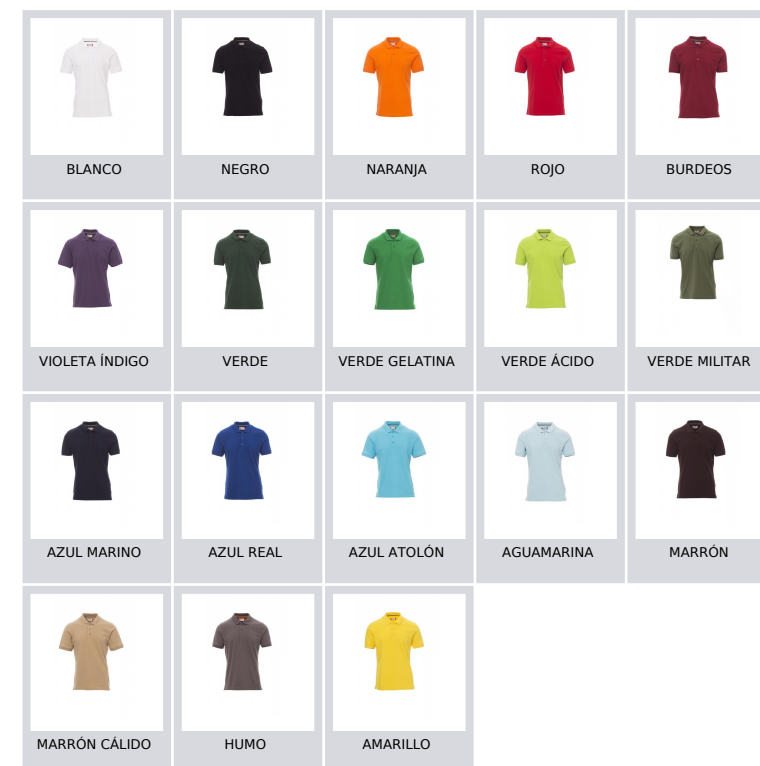 BLANCO
NEGRO
NARANJA
ROJO
BURDEOS
VIOLETA ÍNDIGO
VERDE
VERDE GELATINA
VERDE ÁCIDO
VERDE MILITAR
AZUL MARINO
AZUL REAL
AZUL ATOLÓN
AGUAMARINA
MARRÓN
MARRÓN CÁLIDO
HUMO
AMARILLO